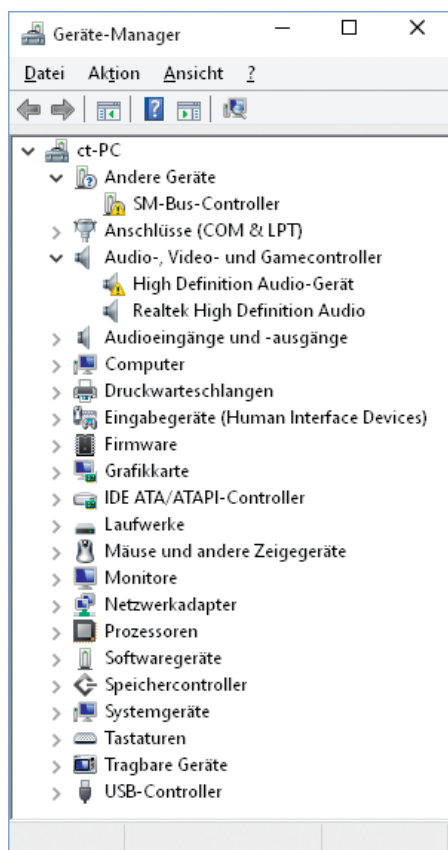 Geräte-Manager
Datei Aktion Ansicht ?
ct-PC
Andere Geräte
SM-Bus-Controller
Anschlüsse (COM & LPT)
Audio-, Video- und Gamecontroller
High Definition Audio-Gerät
Realtek High Definition Audio
Audioeingänge und -ausgänge
Computer
Druckwarteschlangen
Eingabegeräte (Human Interface Devices)
Firmware
Grafikkarte
IDE ATA/ATAPI-Controller
Laufwerke
Mäuse und andere Zeigegeräte
Monitore
Netzwerkadapter
Prozessoren
Softwaregeräte
Speichercontroller
Systemgeräte
Tastaturen
Tragbare Geräte
USB-Controller